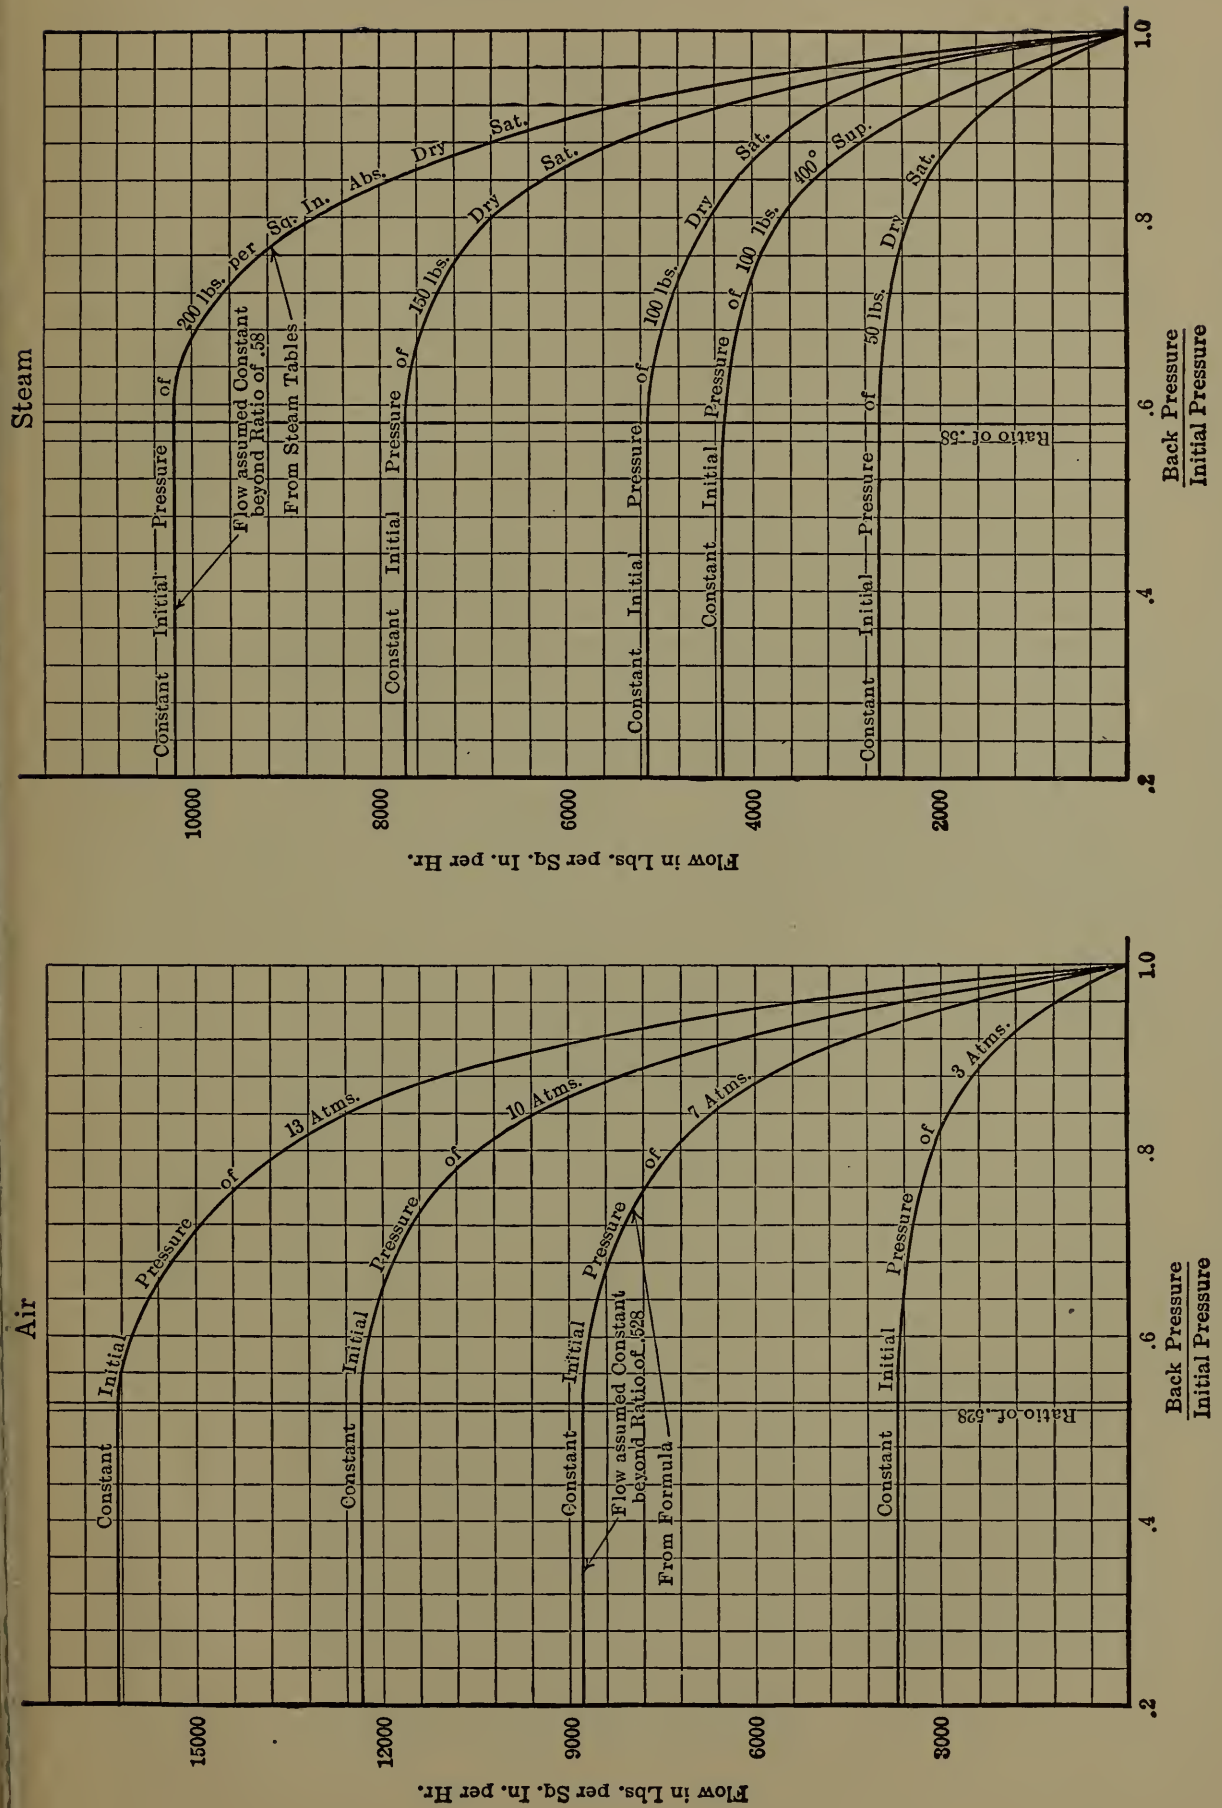 Steam
Constant Initial Pressure of 200 lbs. per Sq. In. Abs. Dry Sat.
Flow assumed Constant
beyond Ratio of .58
From Steam Tables
Constant Initial Pressure of 150 lbs. Dry Sat.
Constant Initial Pressure of 100 lbs. Dry Sat.
Constant Initial Pressure of 100 lbs. 400° Sup.
Constant Initial Pressure of 50 lbs. Dry Sat.
Ratio of .58
10000
8000
6000
4000
2000
Flow in Lbs. per Sq. In. per Hr.
.2
.4
.6
.8
1.0
Back Pressure
Initial Pressure
Air
Constant Initial Pressure of 13 Atms.
Constant Initial Pressure of 10 Atms.
Constant Initial Pressure of 7 Atms.
Flow assumed Constant
beyond Ratio of .528
From Formula
Constant Initial Pressure of 3 Atms.
Ratio of .528
15000
12000
9000
6000
3000
Flow in Lbs. per Sq. In. per Hr.
.2
.4
.6
.8
1.0
Back Pressure
Initial Pressure